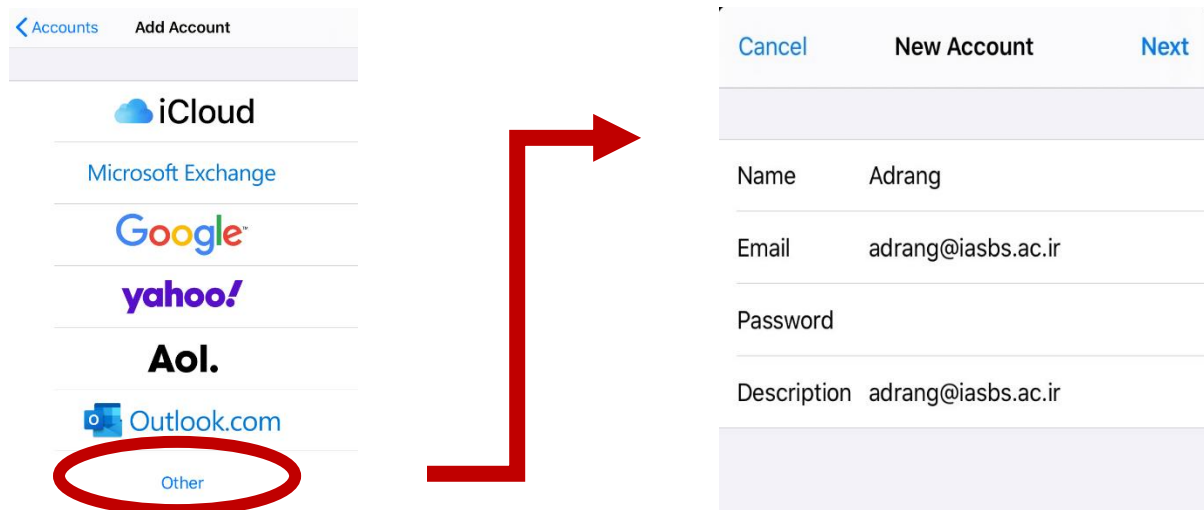 Accounts Add Account
iCloud
Microsoft Exchange
Google™
yahoo!
Aol.
Outlook.com
Other
Cancel New Account Next
Name Adrang
Email adrang@iasbs.ac.ir
Password
Description adrang@iasbs.ac.ir